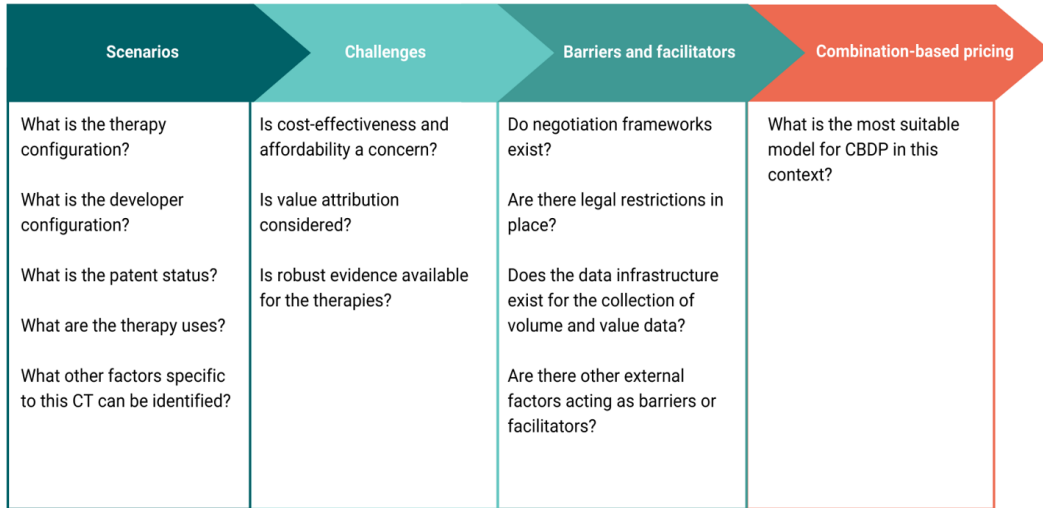 Scenarios
Challenges
Barriers and facilitators
Combination-based pricing
What is the therapy
configuration?
What is the developer
configuration?
What is the patent status?
What are the therapy uses?
What other factors specific
to this CT can be identified?
Is cost-effectiveness and
affordability a concern?
Is value attribution
considered?
Is robust evidence available
for the therapies?
Do negotiation frameworks
exist?
Are there legal restrictions in
place?
Does the data infrastructure
exist for the collection of
volume and value data?
Are there other external
factors acting as barriers or
facilitators?
What is the most suitable
model for CBDP in this
context?